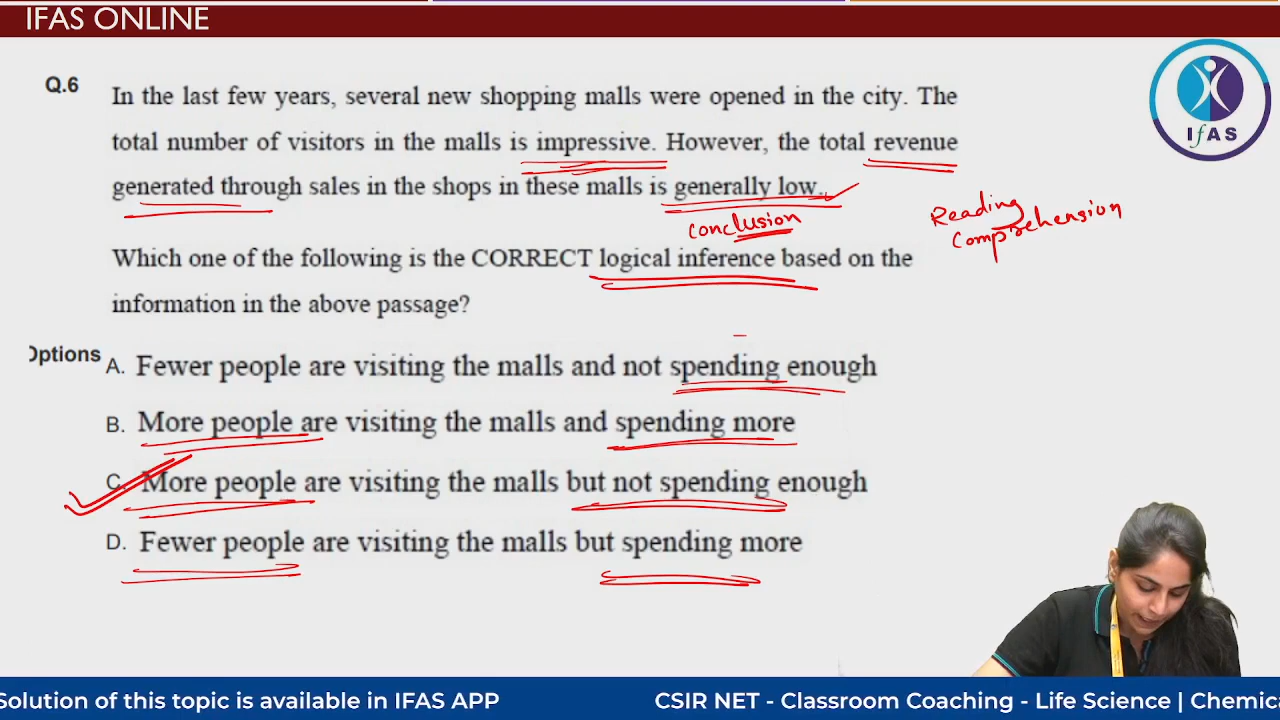 IFAS ONLINE
Q.6
In the last few years, several new shopping malls were opened in the city. The
total number of visitors in the malls is impressive. However, the total revenue
generated through sales in the shops in these malls is generally low.
conclusion
Reading
Comprehension
IfAS
Which one of the following is the CORRECT logical inference based on the
information in the above passage?
Options
A. Fewer people are visiting the malls and not spending enough
B. More people are visiting the malls and spending more
C. More people are visiting the malls but not spending enough
D. Fewer people are visiting the malls but spending more
Solution of this topic is available in IFAS APP
CSIR NET - Classroom Coaching - Life Science | Chemica